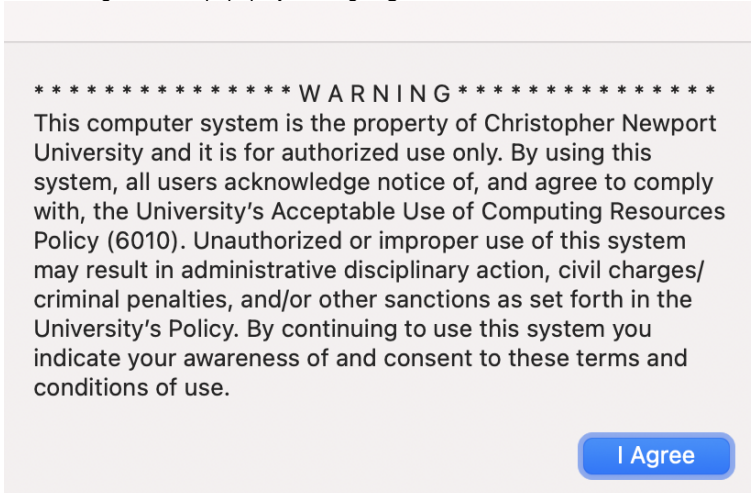 * * * * * * * * * * * * * * * W A R N I N G * * * * * * * * * * * * * * *
This computer system is the property of Christopher Newport
University and it is for authorized use only. By using this
system, all users acknowledge notice of, and agree to comply
with, the University’s Acceptable Use of Computing Resources
Policy (6010). Unauthorized or improper use of this system
may result in administrative disciplinary action, civil charges/
criminal penalties, and/or other sanctions as set forth in the
University’s Policy. By continuing to use this system you
indicate your awareness of and consent to these terms and
conditions of use.
I Agree